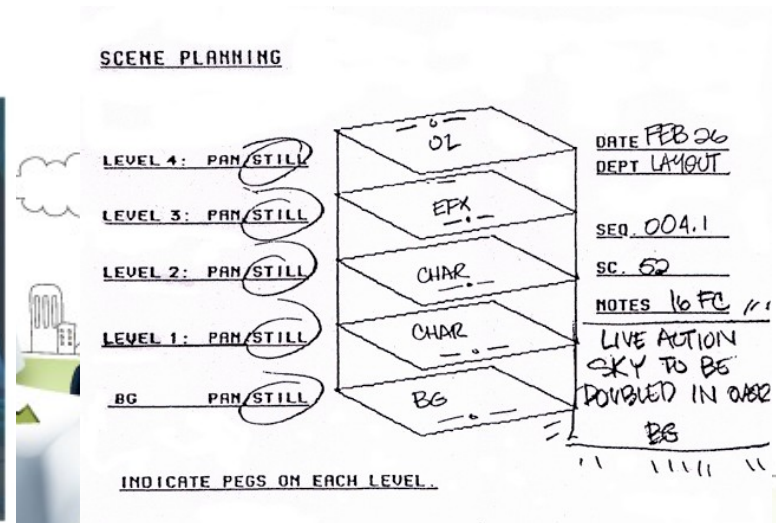 SCENE PLANNING
LEVEL 4: PAN/STILL
LEVEL 3: PAN/STILL
LEVEL 2: PAN/STILL
LEVEL 1: PAN/STILL
BG PAN/STILL
OL
EFX
CHAR
CHAR
BG
DATE FEB 26
DEPT LAYOUT
SEQ. 004.1
SC. 52
NOTES 16 FC
LIVE ACTION
SKY TO BE
DOUBLED IN OVER
BG
INDICATE PEGS ON EACH LEVEL.